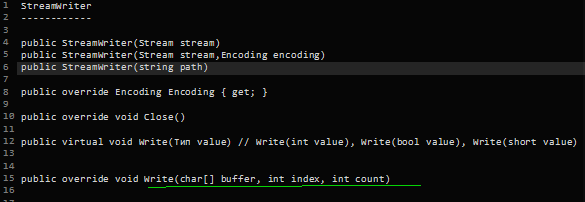 1 StreamWriter
2 ------------
3
4 public StreamWriter(Stream stream)
5 public StreamWriter(Stream stream,Encoding encoding)
6 public StreamWriter(string path)
7
8 public override Encoding Encoding { get; }
9
10 public override void Close()
11
12 public virtual void Write(Тип value) // Write(int value), Write(bool value), Write(short value)
13
14
15 public override void Write(char[] buffer, int index, int count)
16